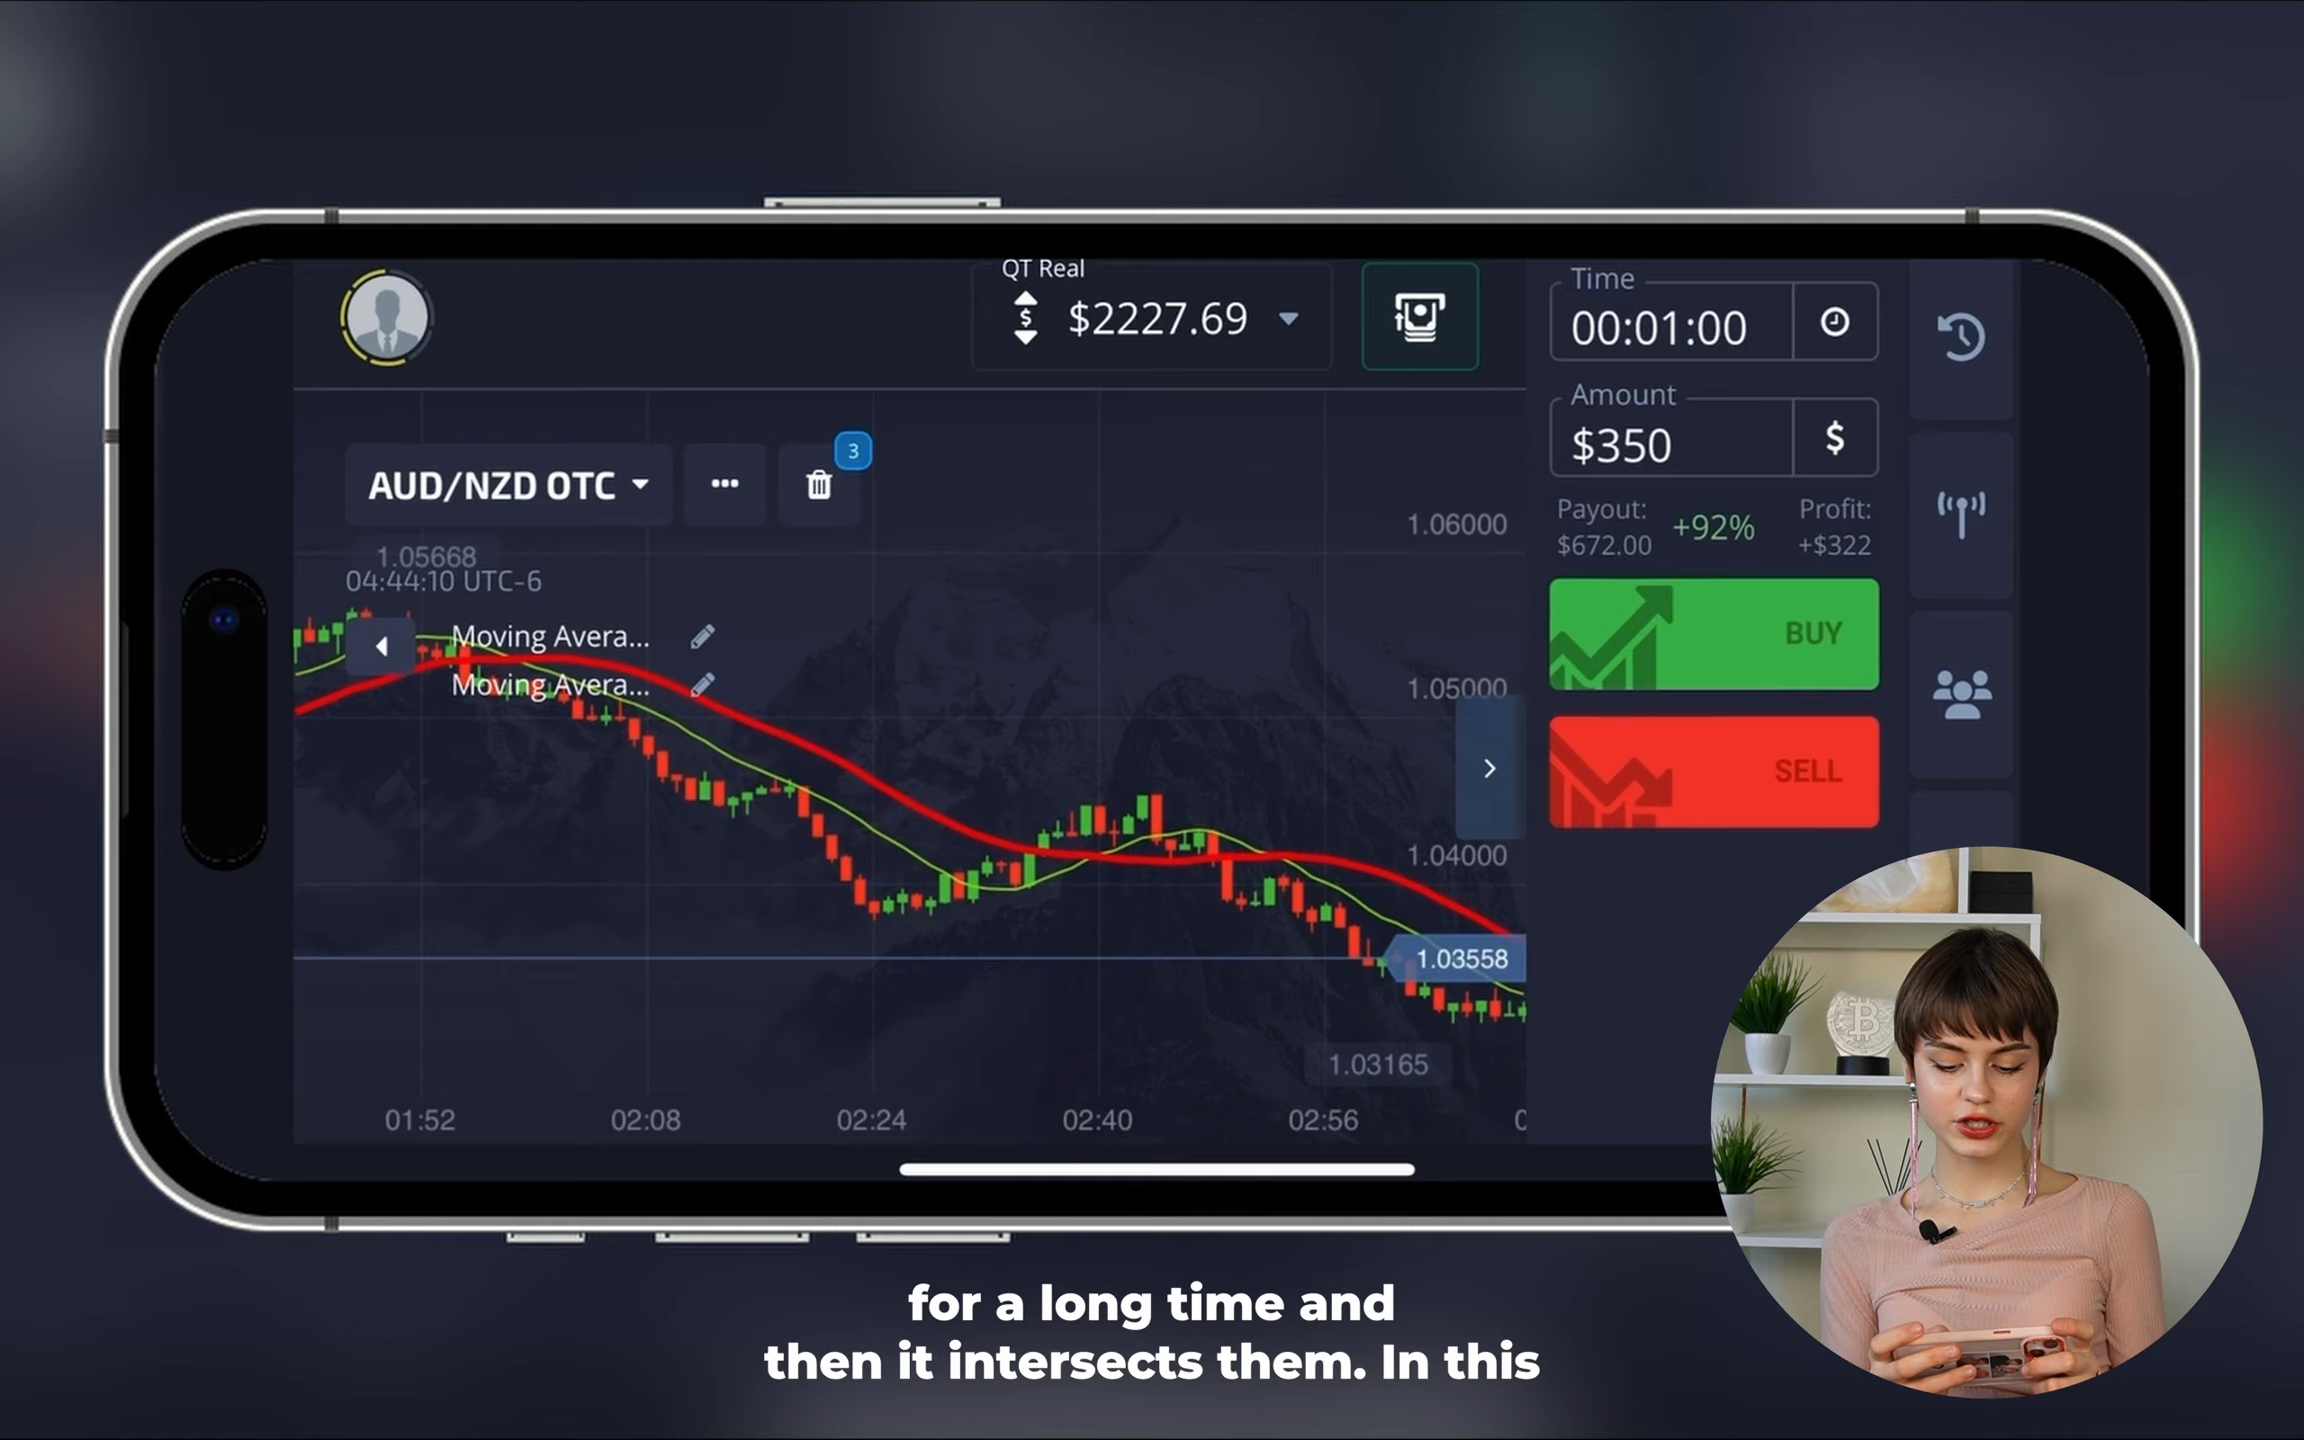 QT Real
$2227.69
Time
00:01:00
Amount
$350
$
Payout:
$672.00
+92%
Profit:
+$322
BUY
SELL
AUD/NZD OTC
3
1.05668
04:44:10 UTC-6
Moving Avera...
Moving Avera...
1.06000
1.05000
1.04000
1.03558
1.03165
01:52 02:08 02:24 02:40 02:56 0
for a long time and
then it intersects them. In this